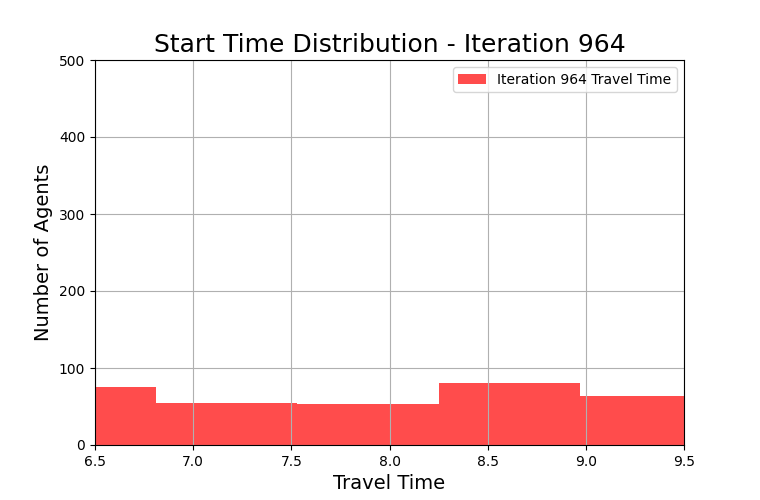 Start Time Distribution - Iteration 964
Iteration 964 Travel Time
Number of Agents
500
400
300
200
100
0
6.5 7.0 7.5 8.0 8.5 9.0 9.5
Travel Time